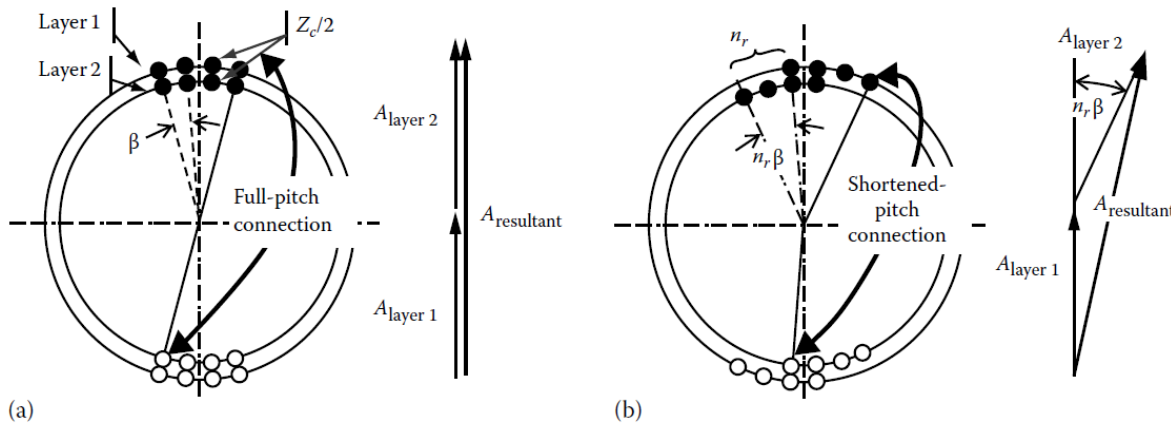 Layer 1
Layer 2
Z_c/2
β
Full-pitch
connection
A_layer 2
A_resultant
A_layer 1
(a)
n_r
n_rβ
Shortened-
pitch
connection
A_layer 2
n_rβ
A_resultant
A_layer 1
(b)